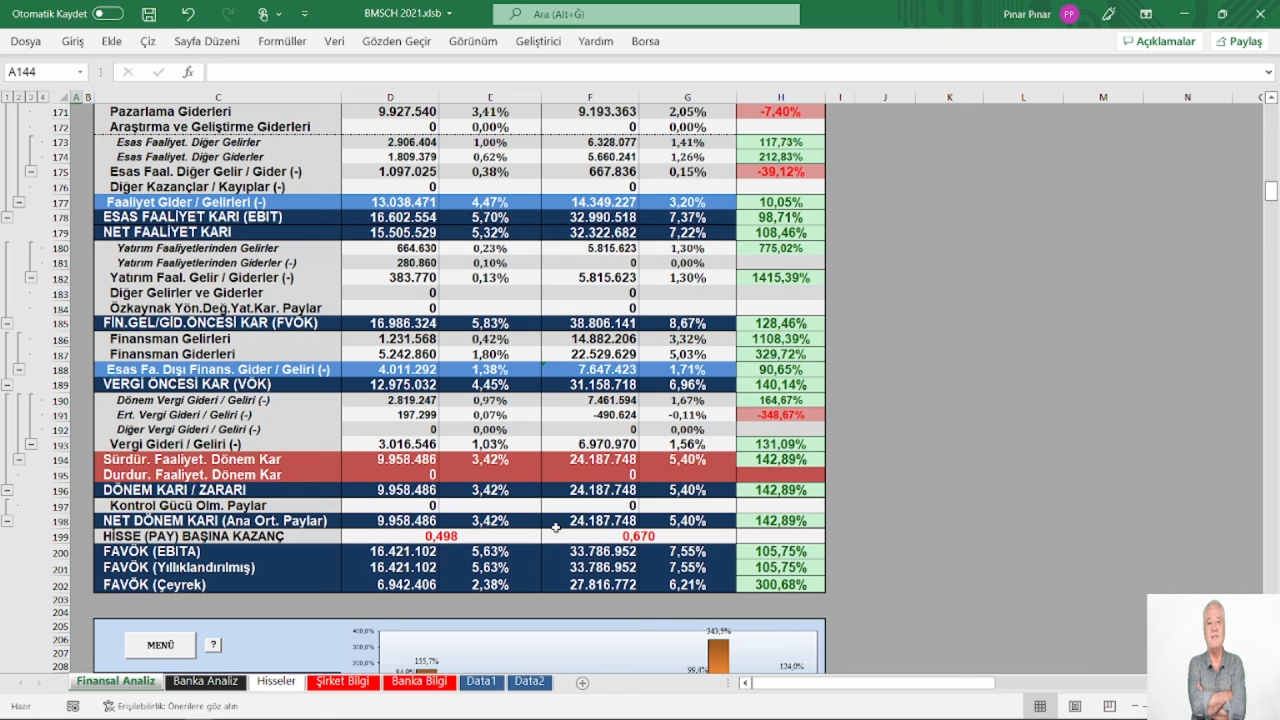 Otomatik Kaydet
BMSCH 2021.xlsb
Ara (Alt+Ğ)
Pınar Pınar
PP
Dosya Giriş Ekle Çiz Sayfa Düzeni Formüller Veri Gözden Geçir Görünüm Geliştirici Yardım Borsa Açıklamalar Paylaş
A144 fx
1 2 3 4 A B C D E F G H I J K L M N
171 Pazarlama Giderleri 9.927.540 3,41% 9.193.363 2,05% -7,40%
172 Araştırma ve Geliştirme Giderleri 0 0,00% 0 0,00%
173 Esas Faaliyet. Diğer Gelirler 2.906.404 1,00% 6.328.077 1,41% 117,73%
174 Esas Faaliyet. Diğer Giderler 1.809.379 0,62% 5.660.241 1,26% 212,83%
175 Esas Faal. Diğer Gelir / Gider (-) 1.097.025 0,38% 667.836 0,15% -39,12%
176 Diğer Kazançlar / Kayıplar (-) 0 0
177 Faaliyet Gider / Gelirleri (-) 13.038.471 4,47% 14.349.227 3,20% 10,05%
178 ESAS FAALİYET KARI (EBIT) 16.602.554 5,70% 32.990.518 7,37% 98,71%
179 NET FAALİYET KARI 15.505.529 5,32% 32.322.682 7,22% 108,46%
180 Yatırım Faaliyetlerinden Gelirler 664.630 0,23% 5.815.623 1,30% 775,02%
181 Yatırım Faaliyetlerinden Giderler (-) 280.860 0,10% 0 0,00%
182 Yatırım Faal. Gelir / Giderler (-) 383.770 0,13% 5.815.623 1,30% 1415,39%
183 Diğer Gelirler ve Giderler 0 0
184 Özkaynak Yön.Değ.Yat.Kar. Paylar 0 0
185 FİN.GEL/GİD.ÖNCESİ KAR (FVÖK) 16.986.324 5,83% 38.806.141 8,67% 128,46%
186 Finansman Gelirleri 1.231.568 0,42% 14.882.206 3,32% 1108,39%
187 Finansman Giderleri 5.242.860 1,80% 22.529.629 5,03% 329,72%
188 Esas Fa. Dışı Finans. Gider / Geliri (-) 4.011.292 1,38% 7.647.423 1,71% 90,65%
189 VERGİ ÖNCESİ KAR (VÖK) 12.975.032 4,45% 31.158.718 6,96% 140,14%
190 Dönem Vergi Gideri / Geliri (-) 2.819.247 0,97% 7.461.594 1,67% 164,67%
191 Ert. Vergi Gideri / Geliri (-) 197.299 0,07% -490.624 -0,11% -348,67%
192 Diğer Vergi Gideri / Geliri (-) 0 0,00% 0 0,00%
193 Vergi Gideri / Geliri (-) 3.016.546 1,03% 6.970.970 1,56% 131,09%
194 Sürdür. Faaliyet. Dönem Kar 9.958.486 3,42% 24.187.748 5,40% 142,89%
195 Durdur. Faaliyet. Dönem Kar 0 0
196 DÖNEM KARI / ZARARI 9.958.486 3,42% 24.187.748 5,40% 142,89%
197 Kontrol Gücü Olm. Paylar 0 0
198 NET DÖNEM KARI (Ana Ort. Paylar) 9.958.486 3,42% 24.187.748 5,40% 142,89%
199 HİSSE (PAY) BAŞINA KAZANÇ 0,498 0,670
200 FAVÖK (EBITA) 16.421.102 5,63% 33.786.952 7,55% 105,75%
201 FAVÖK (Yıllıklandırılmış) 16.421.102 5,63% 33.786.952 7,55% 105,75%
202 FAVÖK (Çeyrek) 6.942.406 2,38% 27.816.772 6,21% 300,68%
203
204
205
206
207
208
MENÜ ?
400,0%
300,0%
200,0%
155,7%
343,5%
99,4%
124,0%
Finansal Analiz Banka Analiz Hisseler Şirket Bilgi Banka Bilgi Data1 Data2
Hazır Erişilebilirlik: Önerilere göz atın